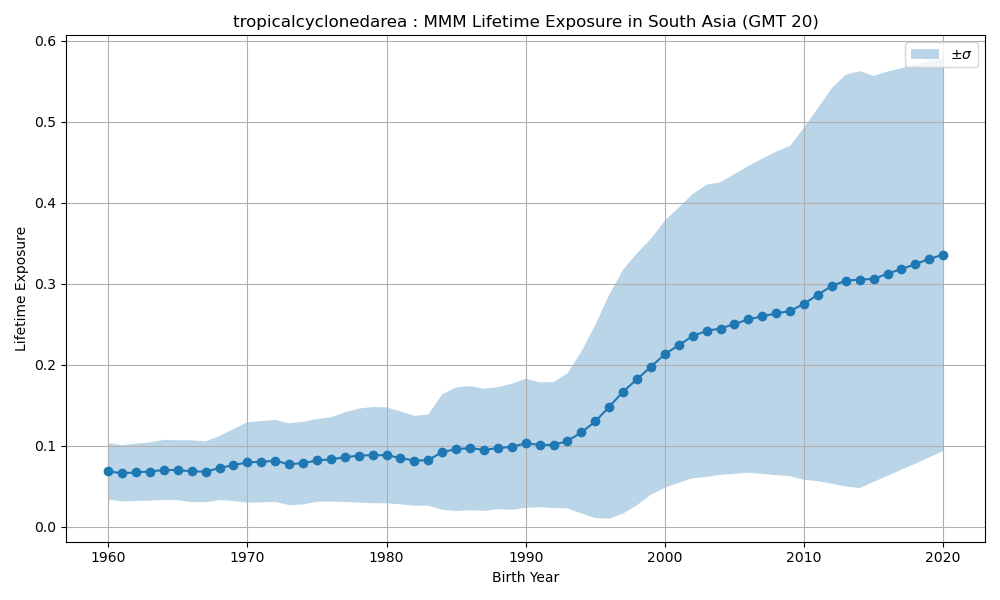 tropicalcyclonedarea : MMM Lifetime Exposure in South Asia (GMT 20)
±σ
0.6
0.5
0.4
0.3
0.2
0.1
0.0
Lifetime Exposure
1960 1970 1980 1990 2000 2010 2020
Birth Year